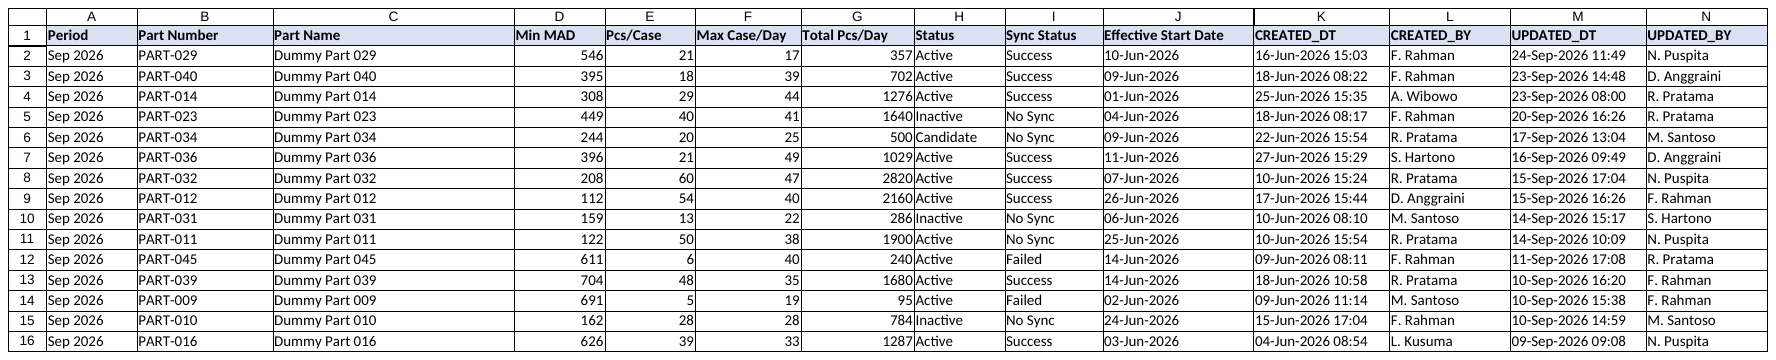 A B C D E F G H I J K L M N
1 Period Part Number Part Name Min MAD Pcs/Case Max Case/Day Total Pcs/Day Status Sync Status Effective Start Date CREATED_DT CREATED_BY UPDATED_DT UPDATED_BY
2 Sep 2026 PART-029 Dummy Part 029 546 21 17 357 Active Success 10-Jun-2026 16-Jun-2026 15:03 F. Rahman 24-Sep-2026 11:49 N. Puspita
3 Sep 2026 PART-040 Dummy Part 040 395 18 39 702 Active Success 09-Jun-2026 18-Jun-2026 08:22 F. Rahman 23-Sep-2026 14:48 D. Anggraini
4 Sep 2026 PART-014 Dummy Part 014 308 29 44 1276 Active Success 01-Jun-2026 25-Jun-2026 15:35 A. Wibowo 23-Sep-2026 08:00 R. Pratama
5 Sep 2026 PART-023 Dummy Part 023 449 40 41 1640 Inactive No Sync 04-Jun-2026 18-Jun-2026 08:17 F. Rahman 20-Sep-2026 16:26 R. Pratama
6 Sep 2026 PART-034 Dummy Part 034 244 20 25 500 Candidate No Sync 09-Jun-2026 22-Jun-2026 15:54 R. Pratama 17-Sep-2026 13:04 M. Santoso
7 Sep 2026 PART-036 Dummy Part 036 396 21 49 1029 Active Success 11-Jun-2026 27-Jun-2026 15:29 S. Hartono 16-Sep-2026 09:49 D. Anggraini
8 Sep 2026 PART-032 Dummy Part 032 208 60 47 2820 Active Success 07-Jun-2026 10-Jun-2026 15:24 R. Pratama 15-Sep-2026 17:04 N. Puspita
9 Sep 2026 PART-012 Dummy Part 012 112 54 40 2160 Active Success 26-Jun-2026 17-Jun-2026 15:44 D. Anggraini 15-Sep-2026 16:26 F. Rahman
10 Sep 2026 PART-031 Dummy Part 031 159 13 22 286 Inactive No Sync 06-Jun-2026 10-Jun-2026 08:10 M. Santoso 14-Sep-2026 15:17 S. Hartono
11 Sep 2026 PART-011 Dummy Part 011 122 50 38 1900 Active No Sync 25-Jun-2026 10-Jun-2026 15:54 R. Pratama 14-Sep-2026 10:09 N. Puspita
12 Sep 2026 PART-045 Dummy Part 045 611 6 40 240 Active Failed 14-Jun-2026 09-Jun-2026 08:11 F. Rahman 11-Sep-2026 17:08 R. Pratama
13 Sep 2026 PART-039 Dummy Part 039 704 48 35 1680 Active Success 14-Jun-2026 18-Jun-2026 10:58 R. Pratama 10-Sep-2026 16:20 F. Rahman
14 Sep 2026 PART-009 Dummy Part 009 691 5 19 95 Active Failed 02-Jun-2026 09-Jun-2026 11:14 M. Santoso 10-Sep-2026 15:38 F. Rahman
15 Sep 2026 PART-010 Dummy Part 010 162 28 28 784 Inactive No Sync 24-Jun-2026 15-Jun-2026 17:04 F. Rahman 10-Sep-2026 14:59 M. Santoso
16 Sep 2026 PART-016 Dummy Part 016 626 39 33 1287 Active Success 03-Jun-2026 04-Jun-2026 08:54 L. Kusuma 09-Sep-2026 09:08 N. Puspita